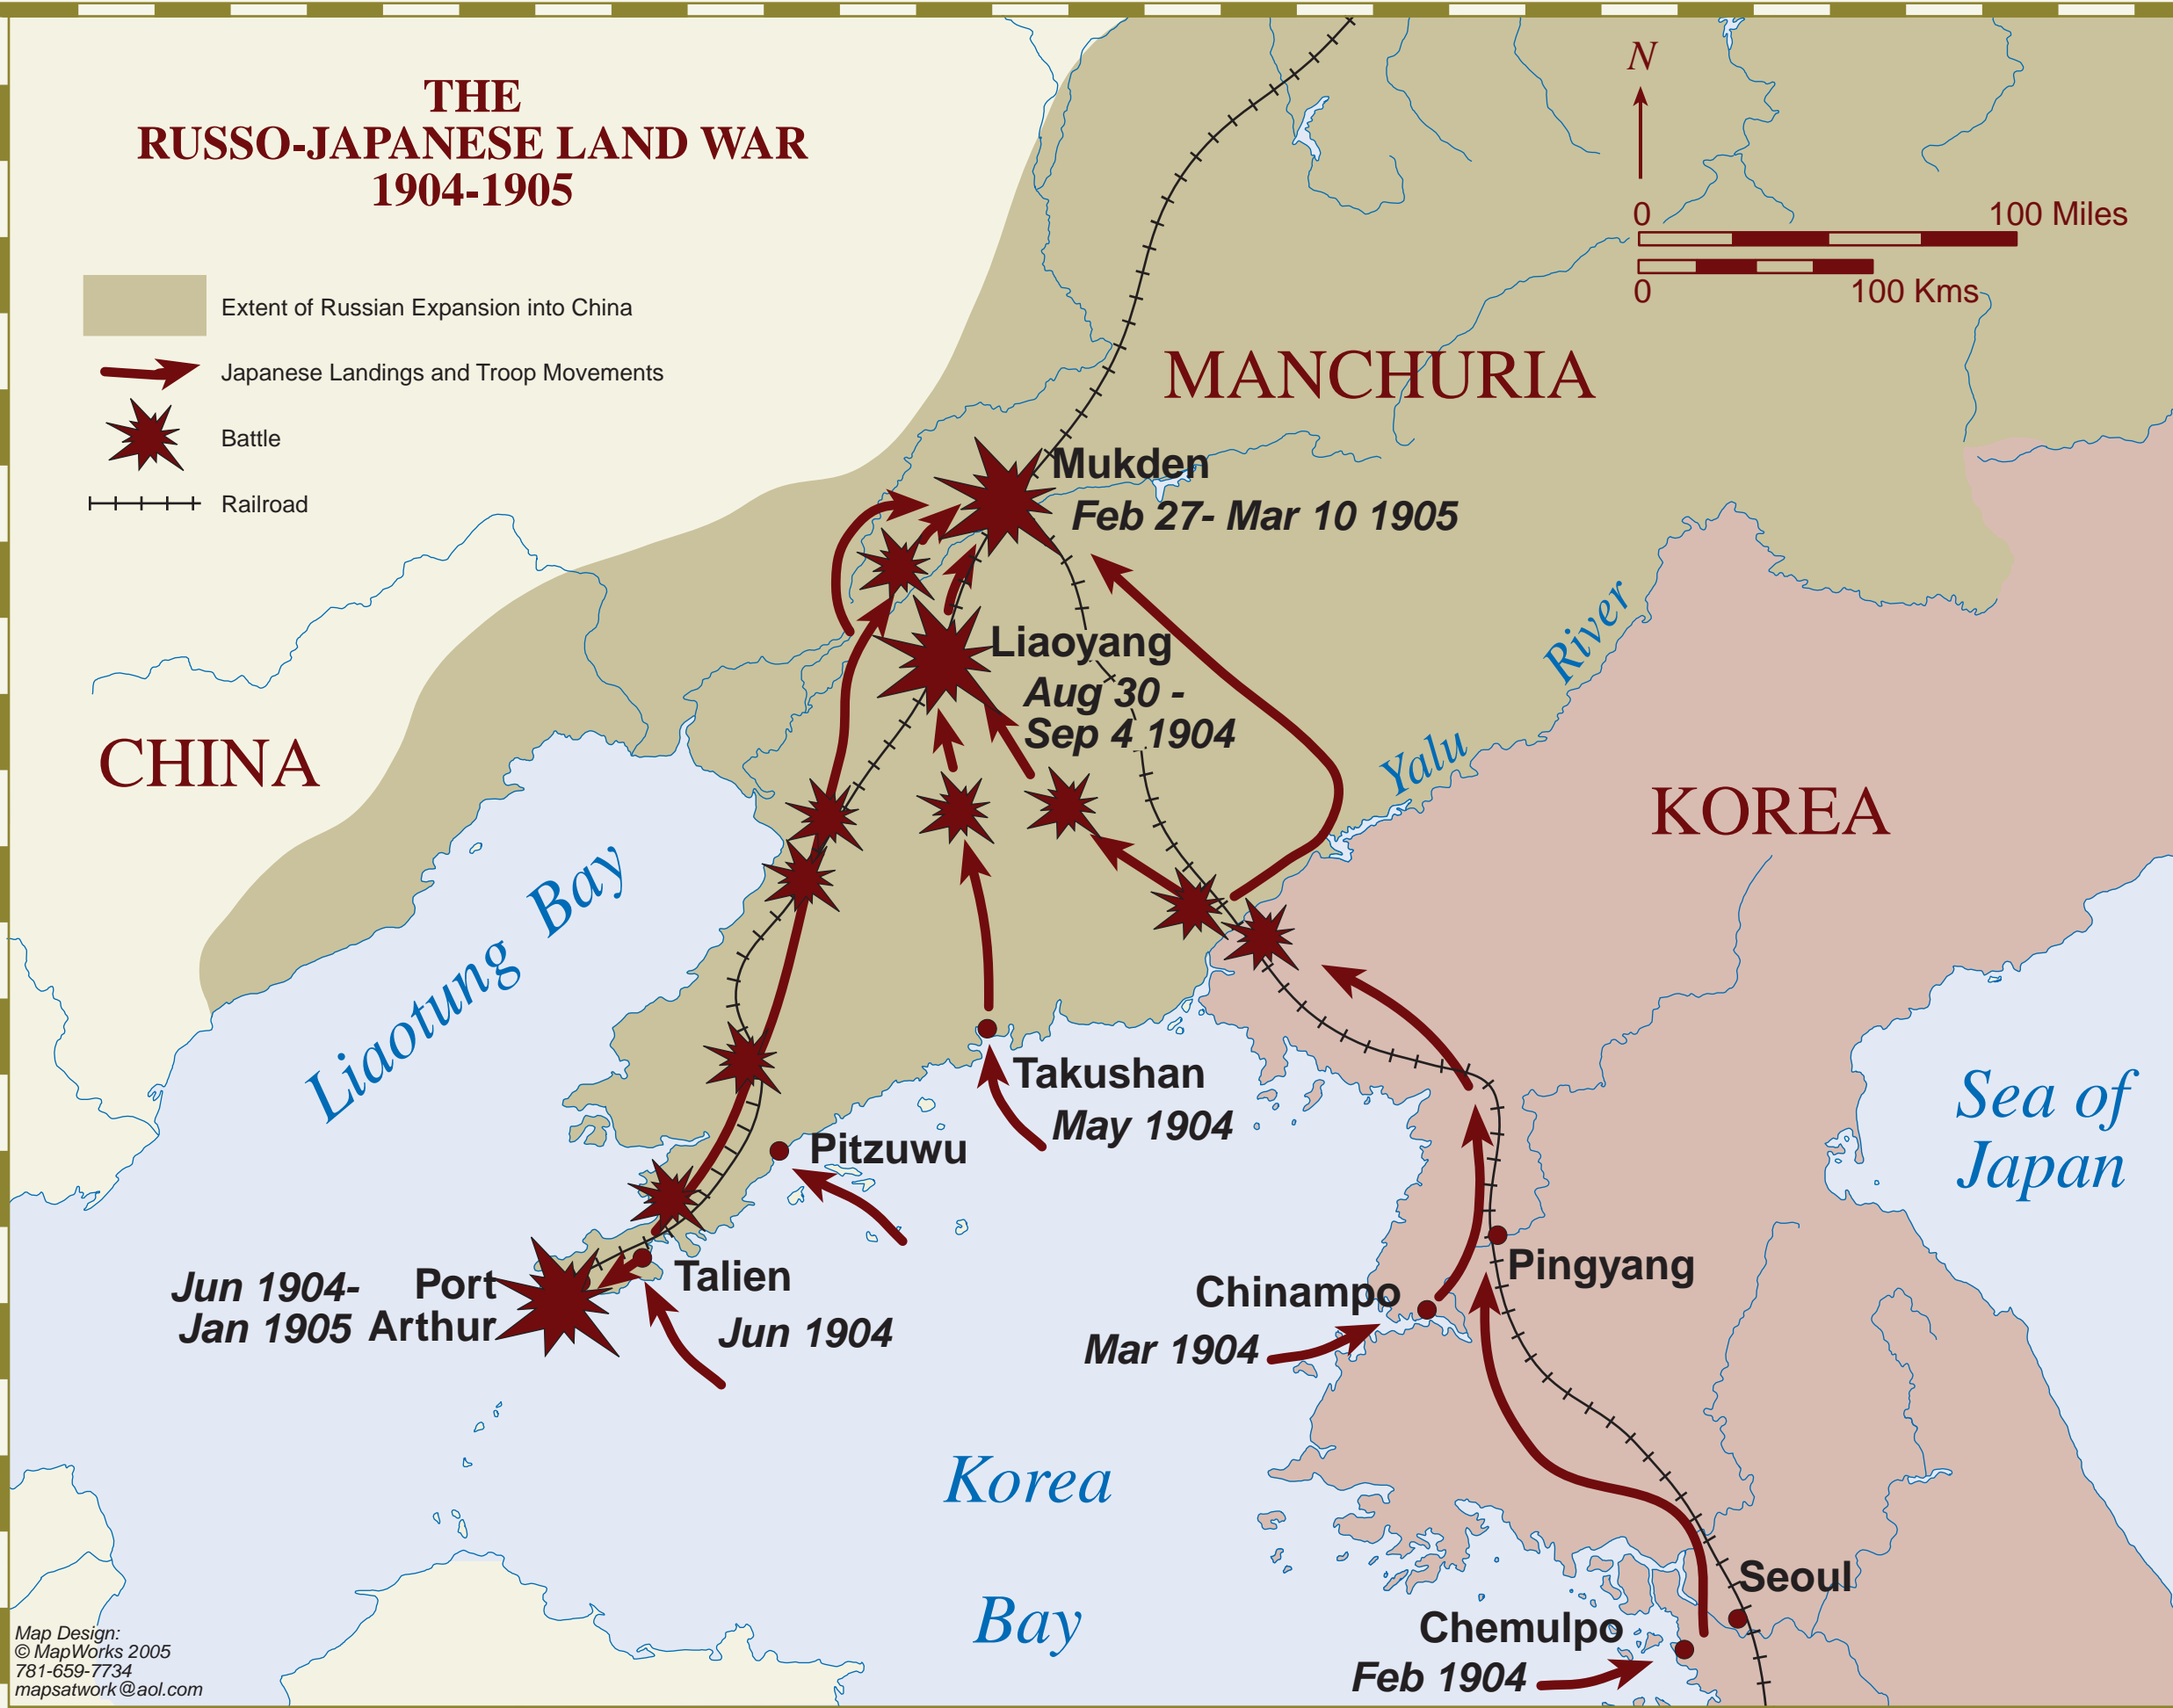 THE
RUSSO-JAPANESE LAND WAR
1904-1905
N
0 100 Miles
0 100 Kms
Extent of Russian Expansion into China
Japanese Landings and Troop Movements
Battle
Railroad
MANCHURIA
Mukden
Feb 27- Mar 10 1905
Liaoyang
Aug 30 -
Sep 4 1904
River
Yalu
CHINA
KOREA
Liaotung Bay
Takushan
May 1904
Sea of
Japan
Pitzuwu
Talien
Jun 1904
Jun 1904-
Jan 1905
Port
Arthur
Pingyang
Chinampo
Mar 1904
Korea
Bay
Seoul
Chemulpo
Feb 1904
Map Design:
© MapWorks 2005
781-659-7734
mapsatwork@aol.com